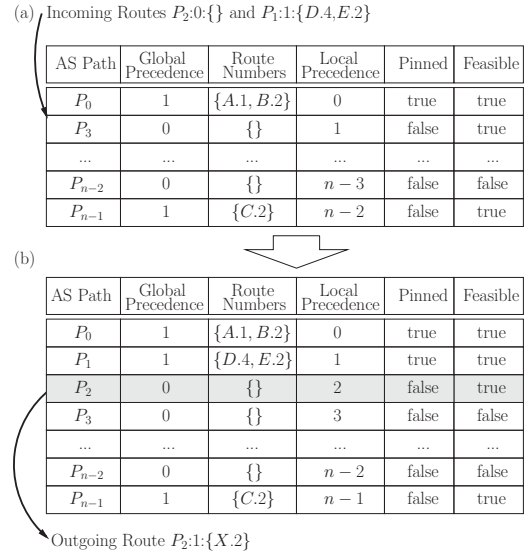 (a) Incoming Routes P₂:0:{} and P₁:1:{D.4,E.2}
AS Path Global Precedence Route Numbers Local Precedence Pinned Feasible
P₀ 1 {A.1, B.2} 0 true true
P₃ 0 {} 1 false true
... ... ... ... ... ...
Pₙ₋₂ 0 {} n − 3 false false
Pₙ₋₁ 1 {C.2} n − 2 false true
(b)
AS Path Global Precedence Route Numbers Local Precedence Pinned Feasible
P₀ 1 {A.1, B.2} 0 true true
P₁ 1 {D.4, E.2} 1 true true
P₂ 0 {} 2 false true
P₃ 0 {} 3 false false
... ... ... ... ... ...
Pₙ₋₂ 0 {} n − 2 false false
Pₙ₋₁ 1 {C.2} n − 1 false true
Outgoing Route P₂:1:{X.2}